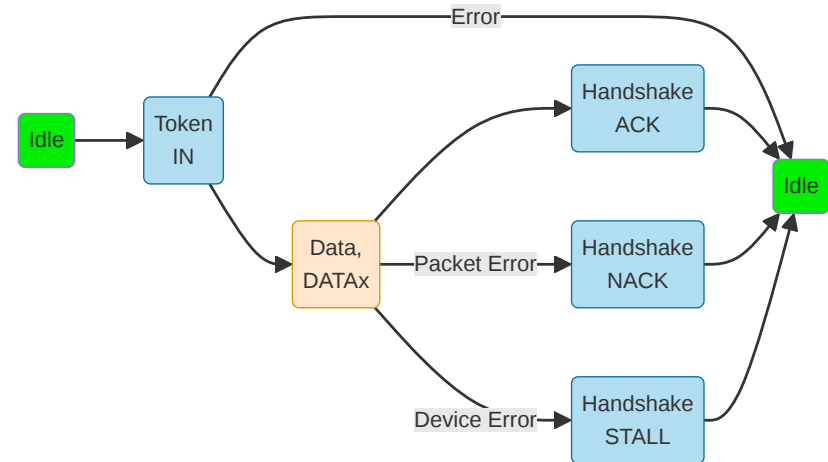 Error
Idle
Token
IN
Data,
DATAx
Packet Error
Device Error
Handshake
ACK
Handshake
NACK
Handshake
STALL
Idle